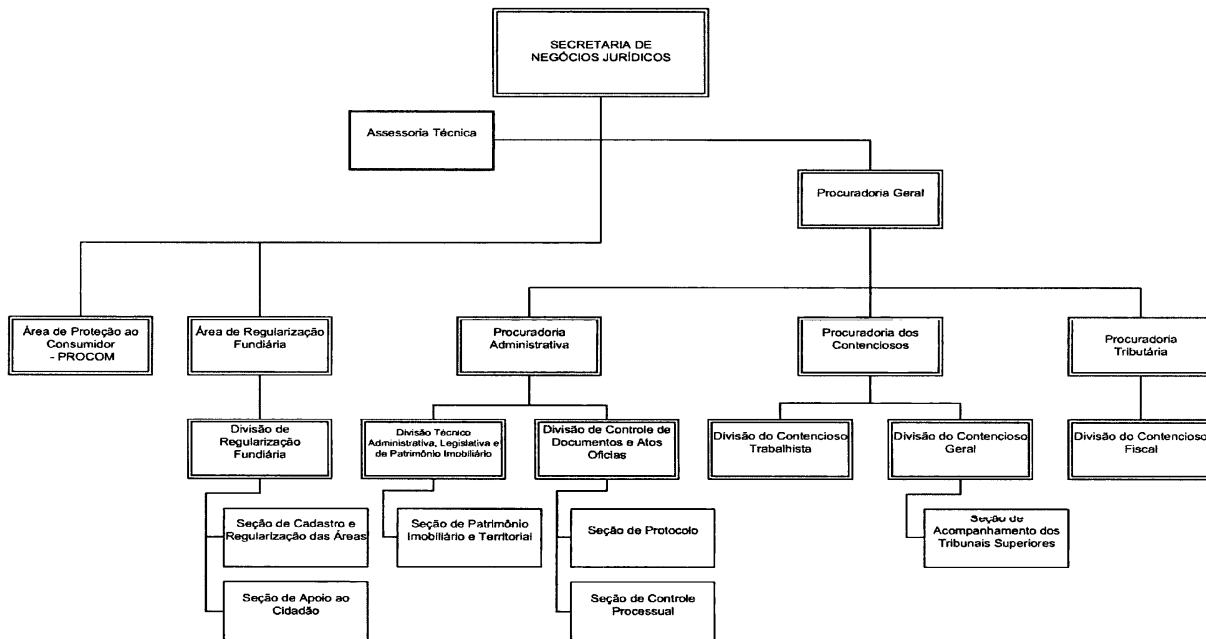 SECRETARIA DE
NEGÓCIOS JURÍDICOS
Assessoria Técnica
Procuradoria Geral
Área de Proteção ao
Consumidor
- PROCOM
Área de Regularização
Fundiária
Procuradoria
Administrativa
Procuradoria dos
Contenciosos
Procuradoria
Tributária
Divisão de
Regularização
Fundiária
Divisão Técnico
Administrativa, Legislativa e
de Patrimônio Imobiliário
Divisão de Controle de
Documentos e Atos
Oficias
Divisão do Contencioso
Trabalhista
Divisão do Contencioso
Geral
Divisão do Contencioso
Fiscal
Seção de Cadastro e
Regularização das Áreas
Seção de Patrimônio
Imobiliário e Territorial
Seção de Protocolo
Seção de
Acompanhamento dos
Tribunais Superiores
Seção de Apoio ao
Cidadão
Seção de Controle
Processual